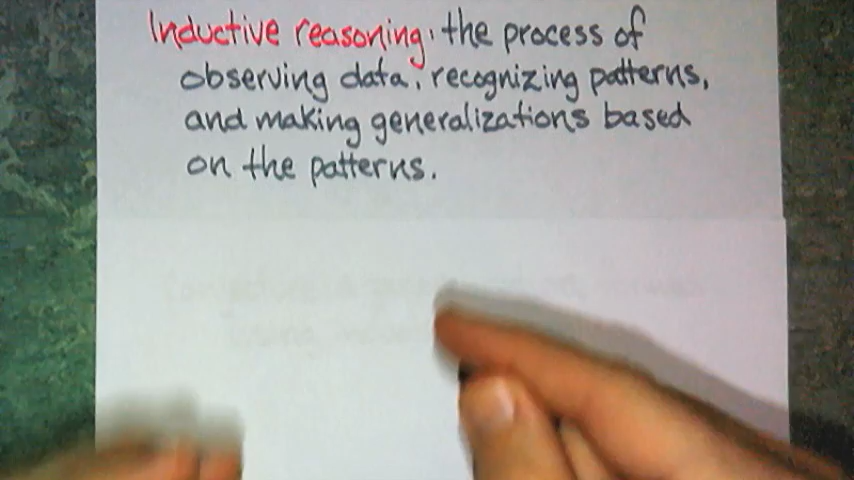 Inductive reasoning: the process of
observing data, recognizing patterns,
and making generalizations based
on the patterns.